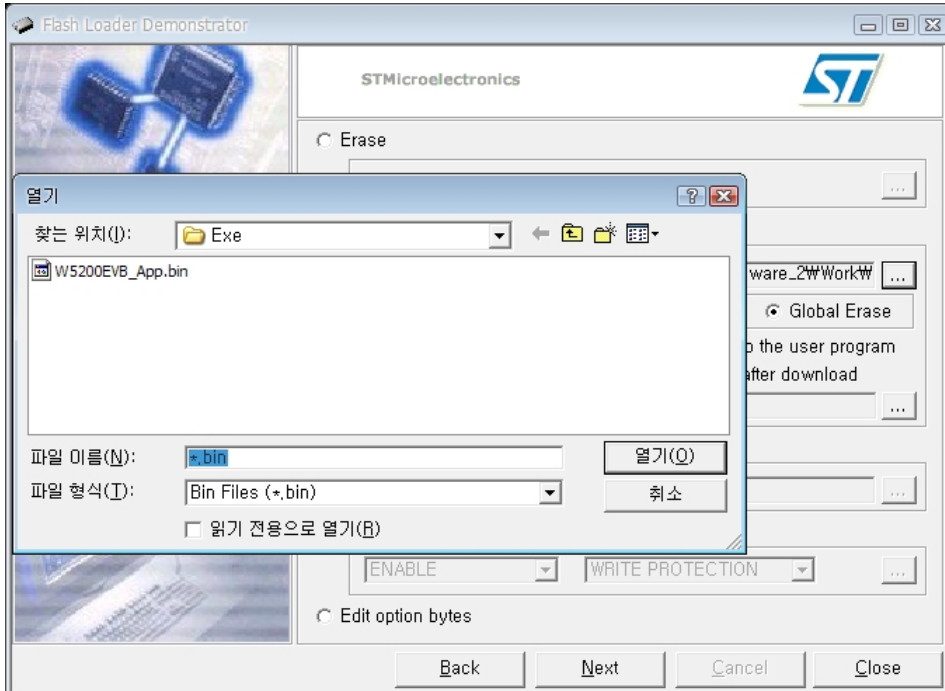 Flash Loader Demonstrator
STMicroelectronics
ST
Erase
...
열기
찾는 위치(I):
Exe
W5200EVB_App.bin
ware_2₩Work₩
...
Global Erase
o the user program
after download
...
파일 이름(N):
*.bin
열기(O)
파일 형식(T):
Bin Files (*.bin)
취소
...
읽기 전용으로 열기(R)
ENABLE
WRITE PROTECTION
...
Edit option bytes
Back
Next
Cancel
Close